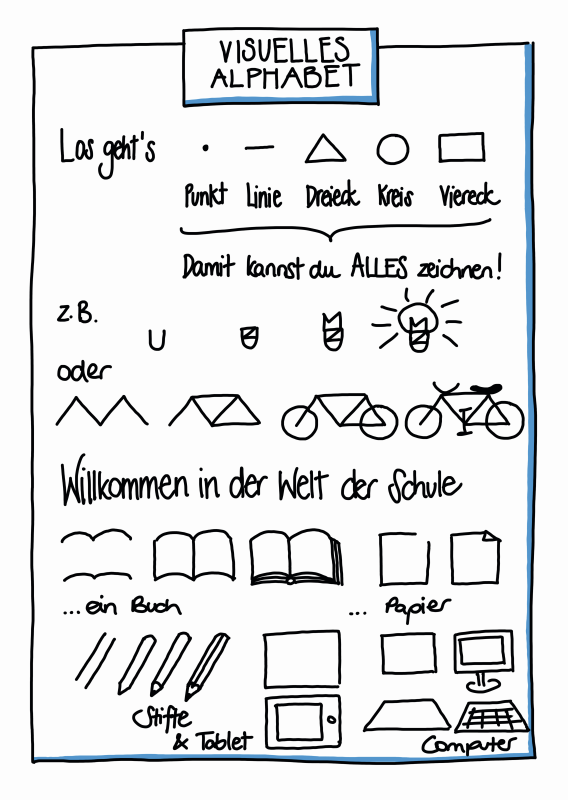 VISUELLES
ALPHABET
Los geht's
Punkt Linie Dreieck Kreis Viereck
Damit kannst du ALLES zeichnen!
z.B.
oder
Willkommen in der Welt der Schule
...ein Buch ... Papier
Stifte
& Tablet Computer